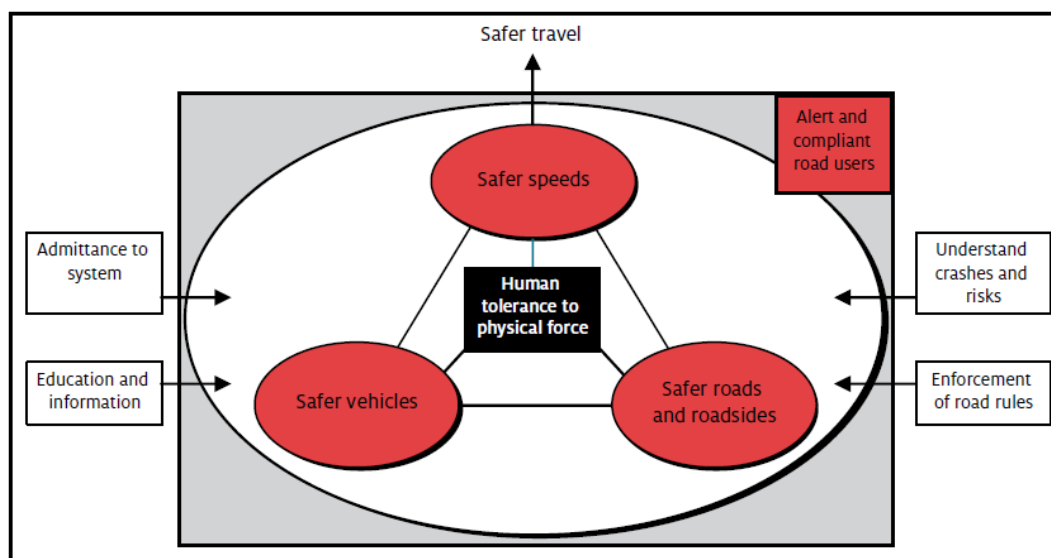 Safer travel
Alert and
compliant
road users
Safer speeds
Admittance to
system
Understand
crashes and
risks
Human
tolerance to
physical force
Education and
information
Safer vehicles
Safer roads
and roadsides
Enforcement
of road rules